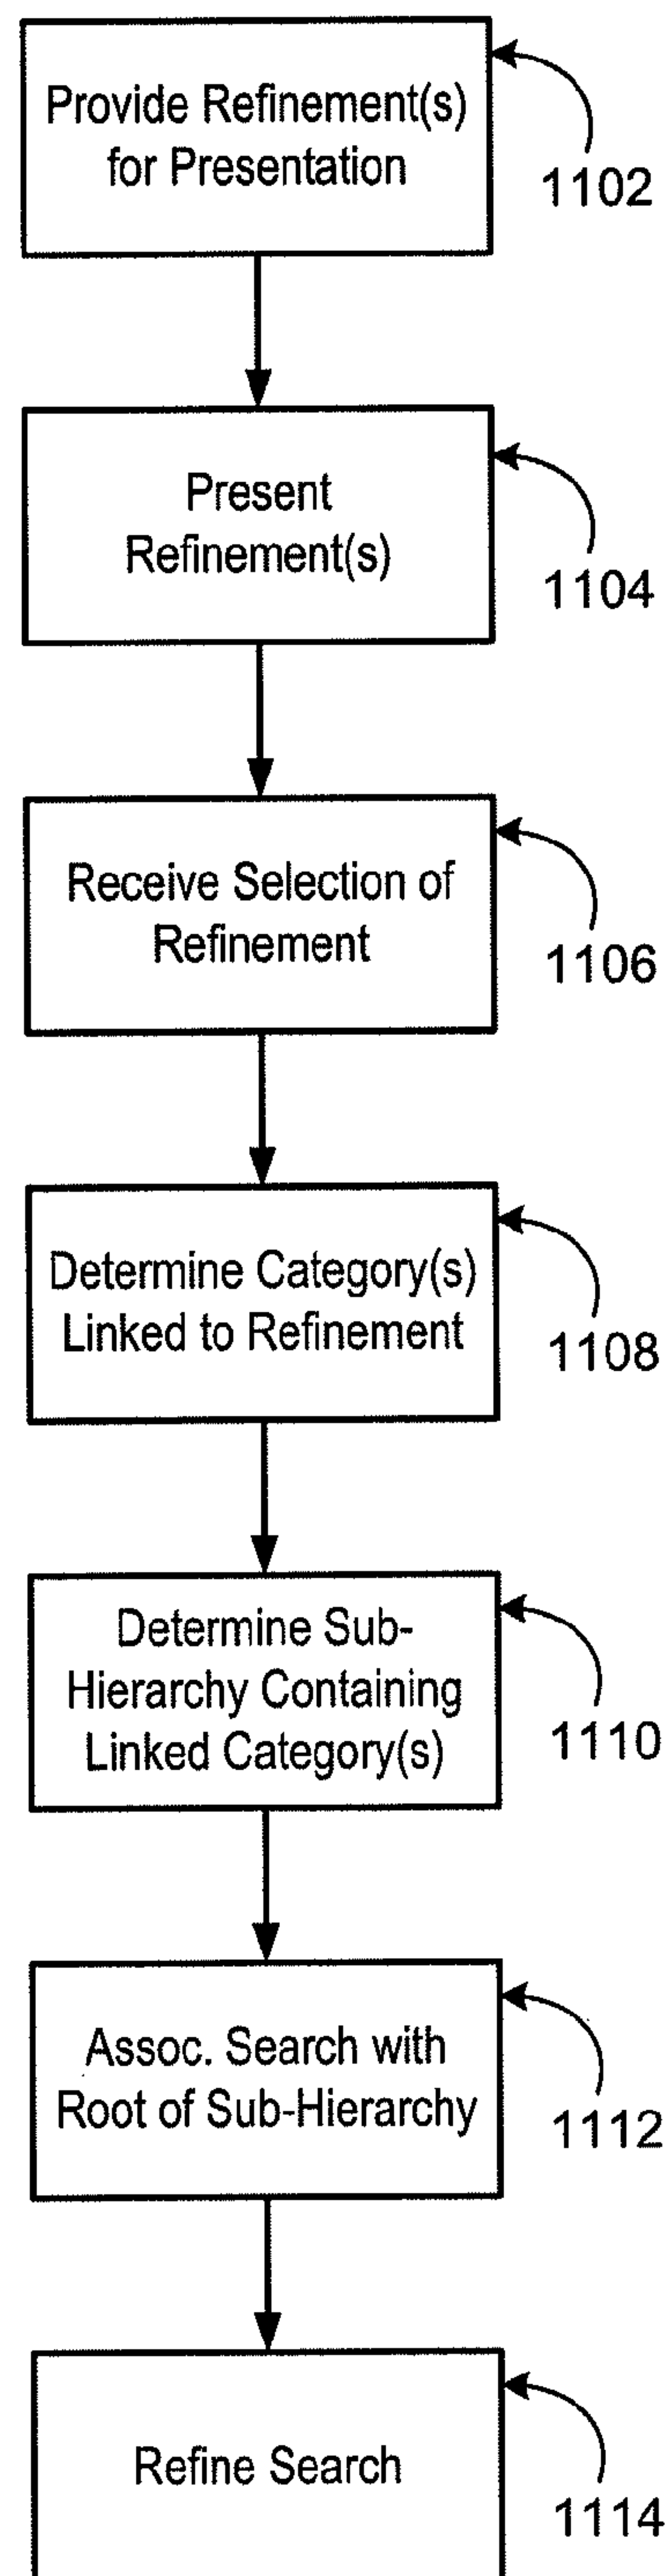 Provide Refinement(s)
for Presentation
1102
Present
Refinement(s)
1104
Receive Selection of
Refinement
1106
Determine Category(s)
Linked to Refinement
1108
Determine Sub-
Hierarchy Containing
Linked Category(s)
1110
Assoc. Search with
Root of Sub-Hierarchy
1112
Refine Search
1114